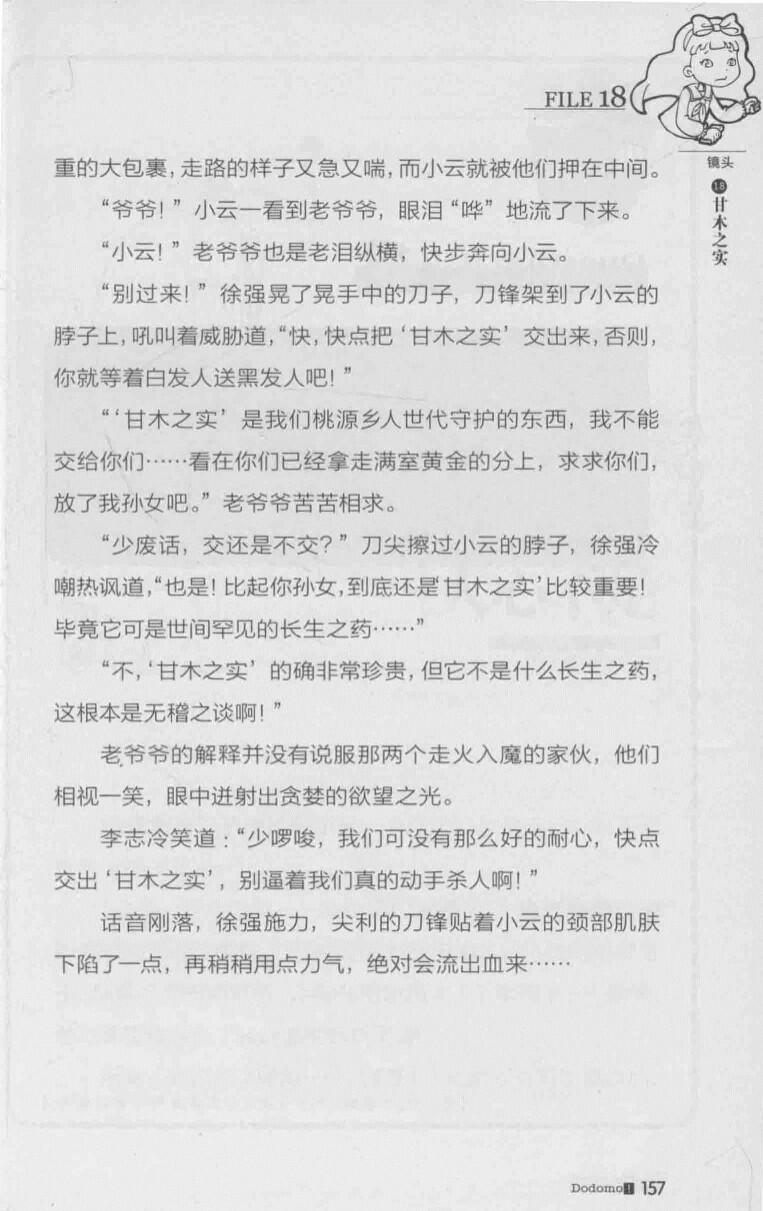 FILE 18
镜头
18
甘木之实
重的大包裹，走路的样子又急又喘，而小云就被他们押在中间。
“爷爷！”小云一看到老爷爷，眼泪“哗”地流了下来。
“小云！”老爷爷也是老泪纵横，快步奔向小云。
“别过来！”徐强晃了晃手中的刀子，刀锋架到了小云的
脖子上，吼叫着威胁道，“快，快点把‘甘木之实’交出来，否则，
你就等着白发人送黑发人吧！”
“‘甘木之实’是我们桃源乡人世代守护的东西，我不能
交给你们……看在你们已经拿走满室黄金的分上，求求你们，
放了我孙女吧。”老爷爷苦苦相求。
“少废话，交还是不交？”刀尖擦过小云的脖子，徐强冷
嘲热讽道，“也是！比起你孙女，到底还是‘甘木之实’比较重要！
毕竟它可是世间罕见的长生之药……”
“不，‘甘木之实’的确非常珍贵，但它不是什么长生之药，
这根本是无稽之谈啊！”
老爷爷的解释并没有说服那两个走火入魔的家伙，他们
相视一笑，眼中迸射出贪婪的欲望之光。
李志冷笑道：“少啰唆，我们可没有那么好的耐心，快点
交出‘甘木之实’，别逼着我们真的动手杀人啊！”
话音刚落，徐强施力，尖利的刀锋贴着小云的颈部肌肤
下陷了一点，再稍稍用点力气，绝对会流出血来……
Dodomo 1 157